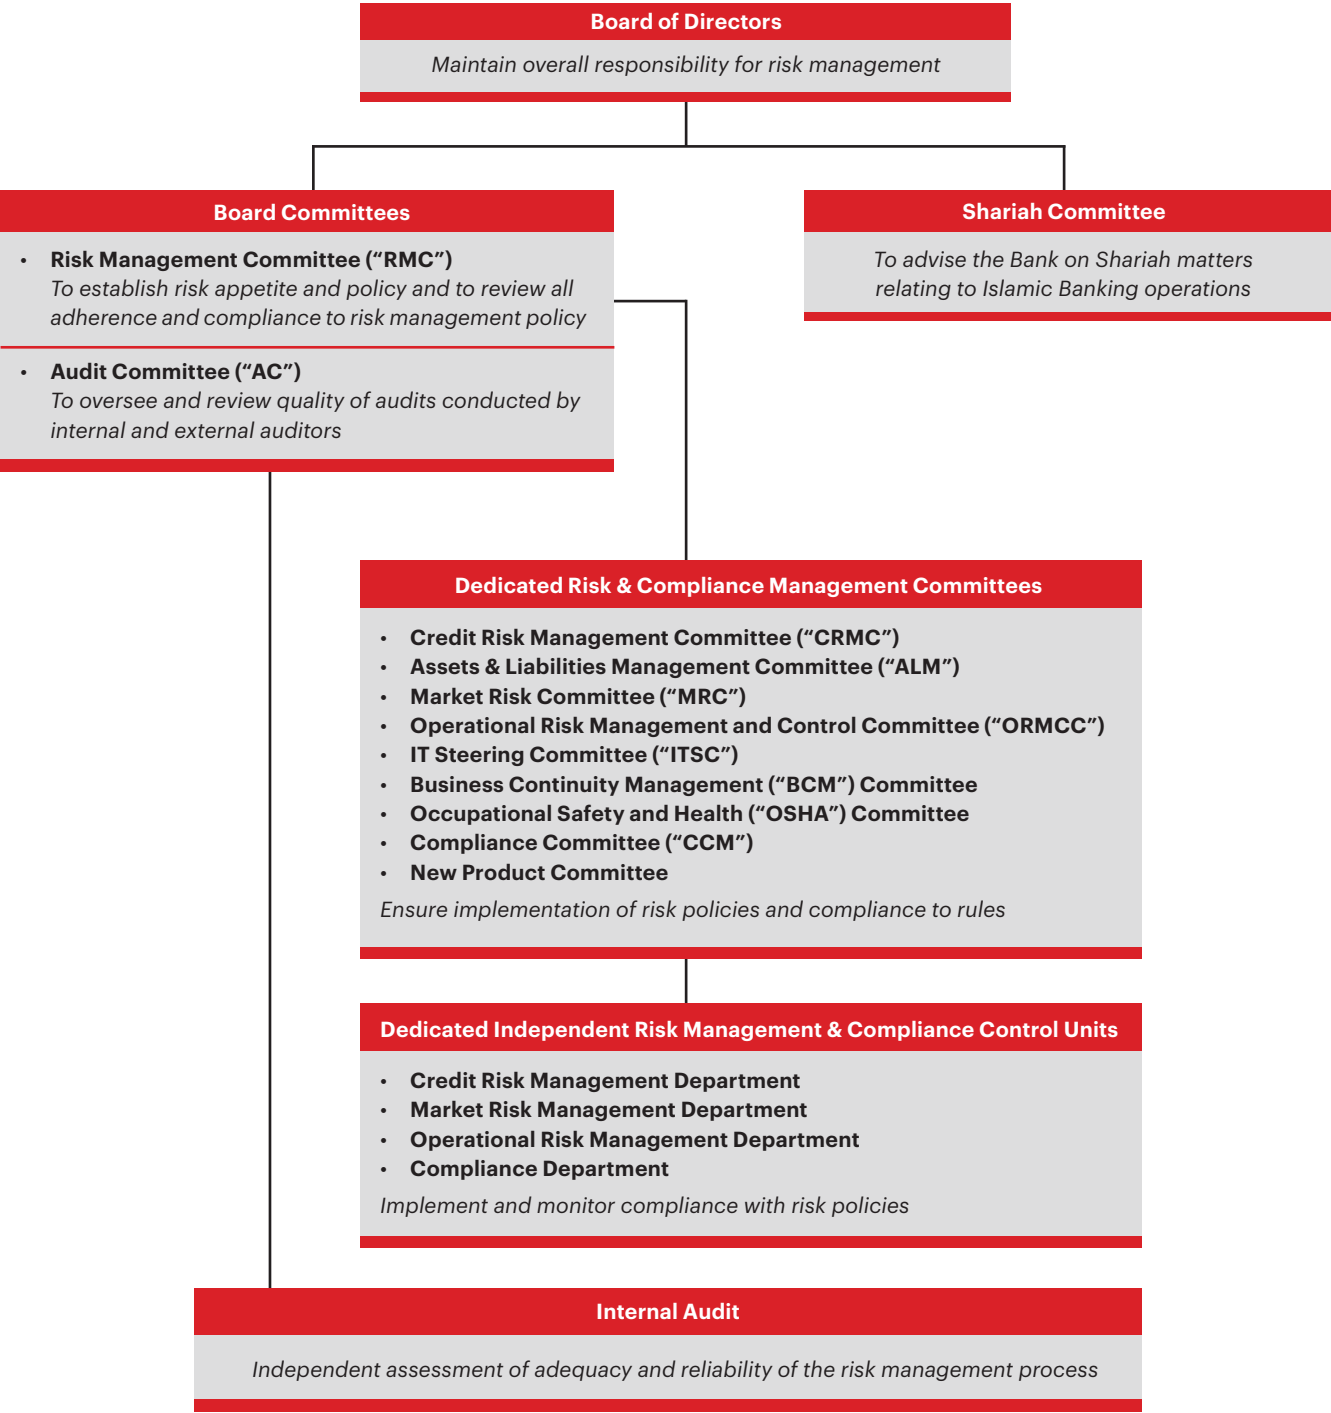 Board of Directors
Maintain overall responsibility for risk management
Board Committees
• Risk Management Committee (“RMC”)
To establish risk appetite and policy and to review all
adherence and compliance to risk management policy
• Audit Committee (“AC”)
To oversee and review quality of audits conducted by
internal and external auditors
Shariah Committee
To advise the Bank on Shariah matters
relating to Islamic Banking operations
Dedicated Risk & Compliance Management Committees
• Credit Risk Management Committee (“CRMC”)
• Assets & Liabilities Management Committee (“ALM”)
• Market Risk Committee (“MRC”)
• Operational Risk Management and Control Committee (“ORMCC”)
• IT Steering Committee (“ITSC”)
• Business Continuity Management (“BCM”) Committee
• Occupational Safety and Health (“OSHA”) Committee
• Compliance Committee (“CCM”)
• New Product Committee
Ensure implementation of risk policies and compliance to rules
Dedicated Independent Risk Management & Compliance Control Units
• Credit Risk Management Department
• Market Risk Management Department
• Operational Risk Management Department
• Compliance Department
Implement and monitor compliance with risk policies
Internal Audit
Independent assessment of adequacy and reliability of the risk management process